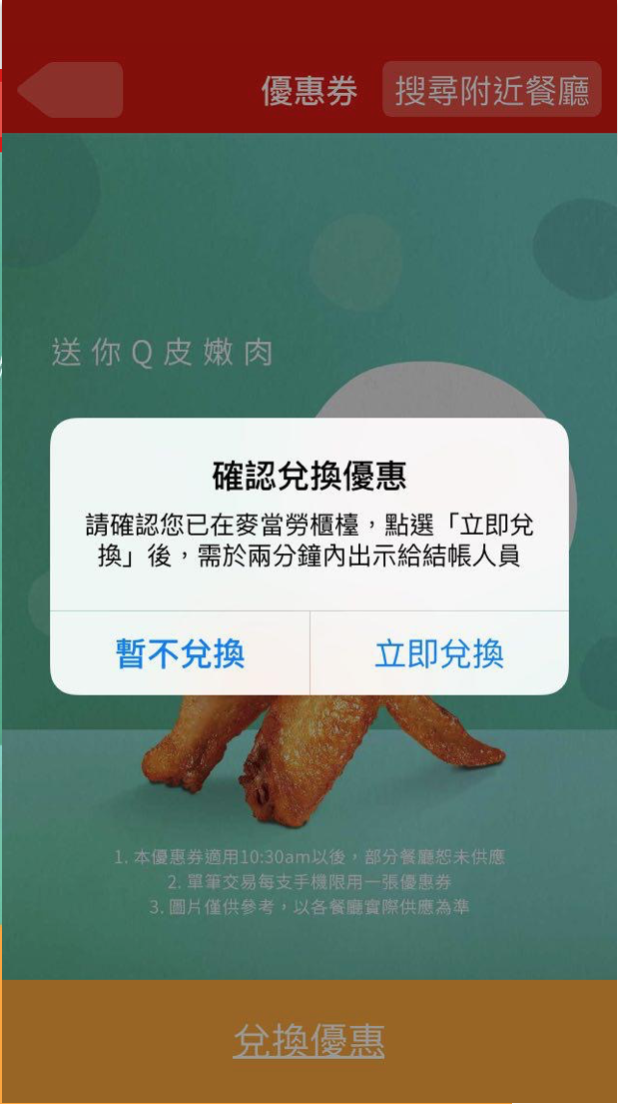 優惠券
搜尋附近餐廳
送你Q皮嫩肉
確認兌換優惠
請確認您已在麥當勞櫃檯，點選「立即兌
換」後，需於兩分鐘內出示給結帳人員
暫不兌換
立即兌換
1. 本優惠券適用10:30am以後，部分餐廳恕未供應
2. 單筆交易每支手機限用一張優惠券
3. 圖片僅供參考，以各餐廳實際供應為準
兌換優惠